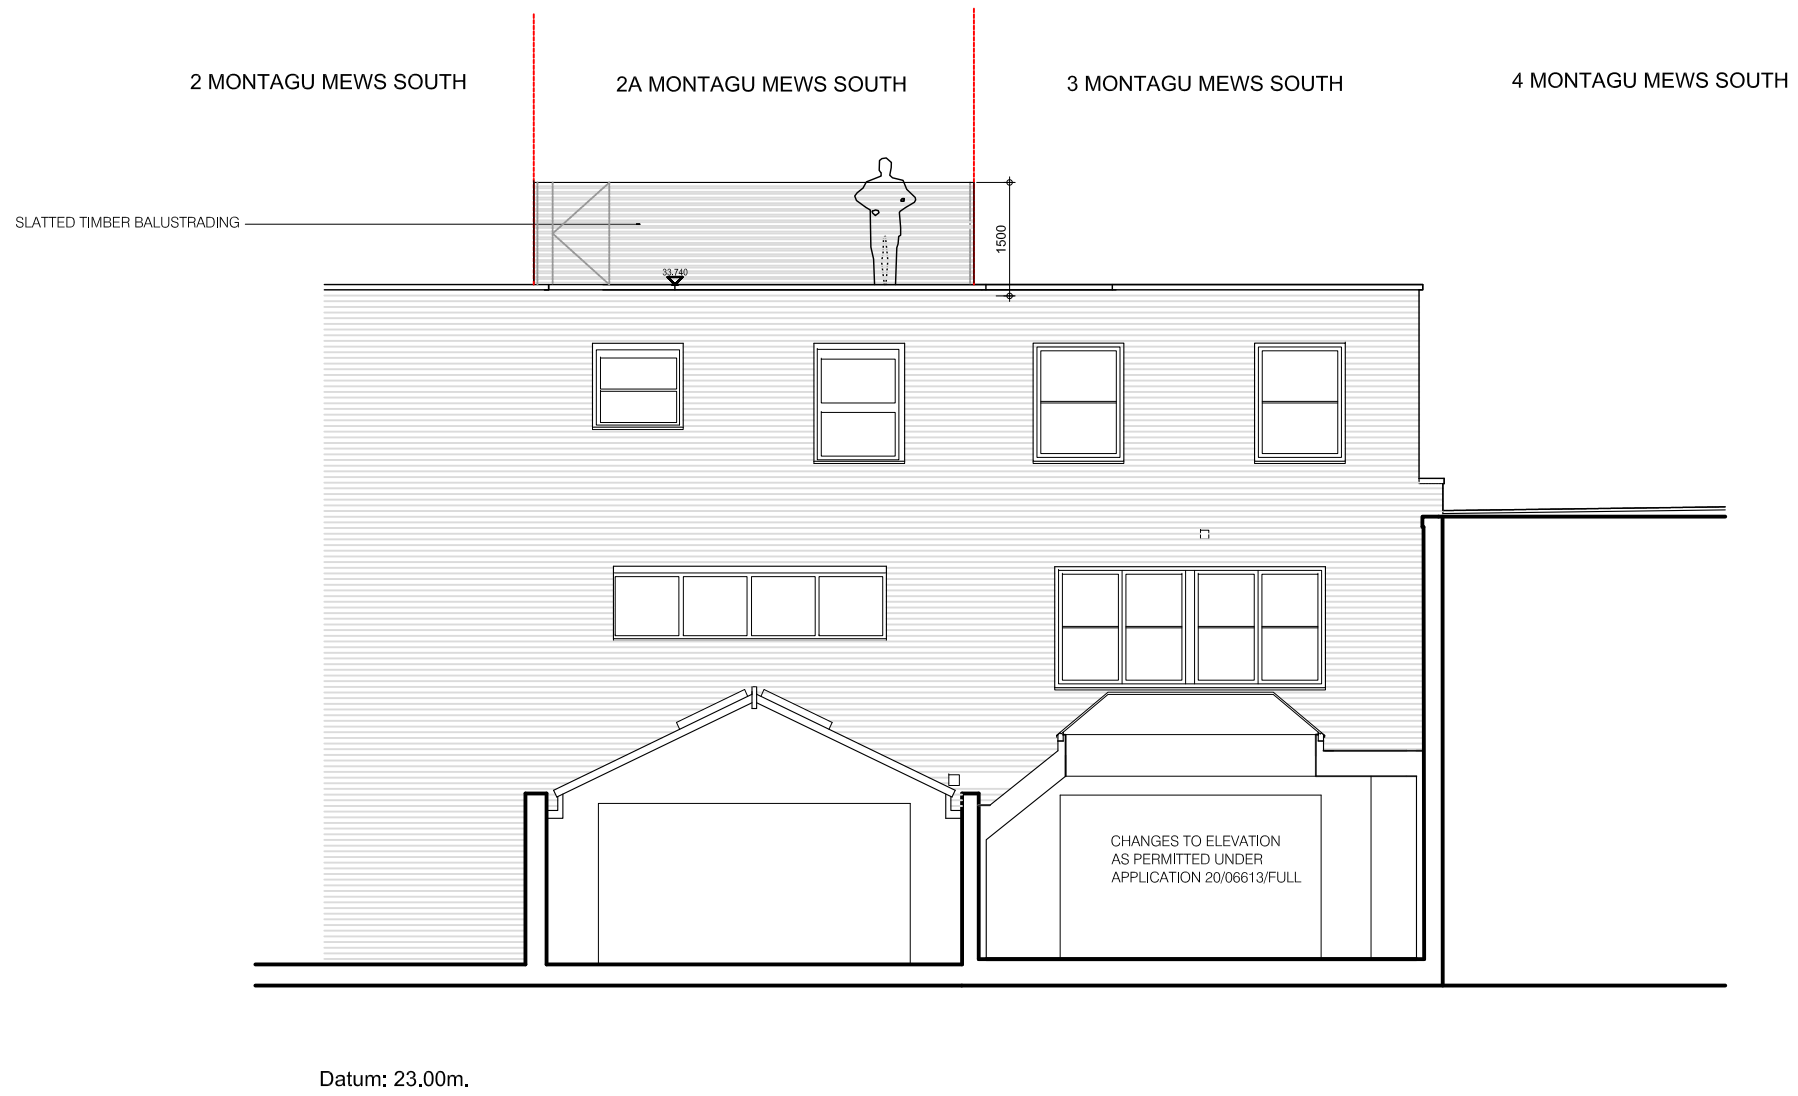 2 MONTAGU MEWS SOUTH
2A MONTAGU MEWS SOUTH
3 MONTAGU MEWS SOUTH
4 MONTAGU MEWS SOUTH
SLATTED TIMBER BALUSTRADING
1500
33.740
CHANGES TO ELEVATION
AS PERMITTED UNDER
APPLICATION 20/06613/FULL
Datum: 23.00m.